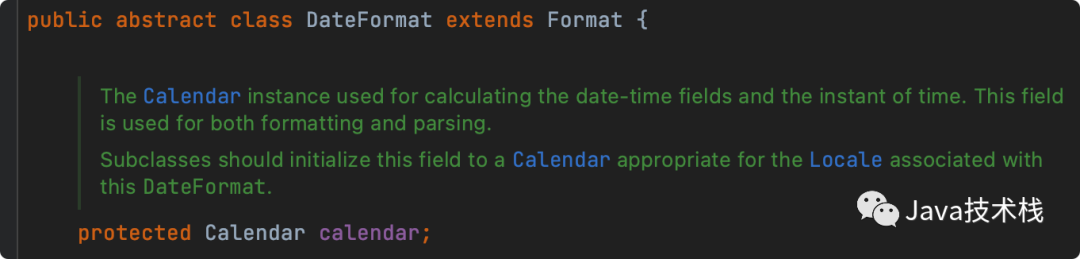 public abstract class DateFormat extends Format {
The Calendar instance used for calculating the date-time fields and the instant of time. This field
is used for both formatting and parsing.
Subclasses should initialize this field to a Calendar appropriate for the Locale associated with
this DateFormat.
Java技术栈
protected Calendar calendar;